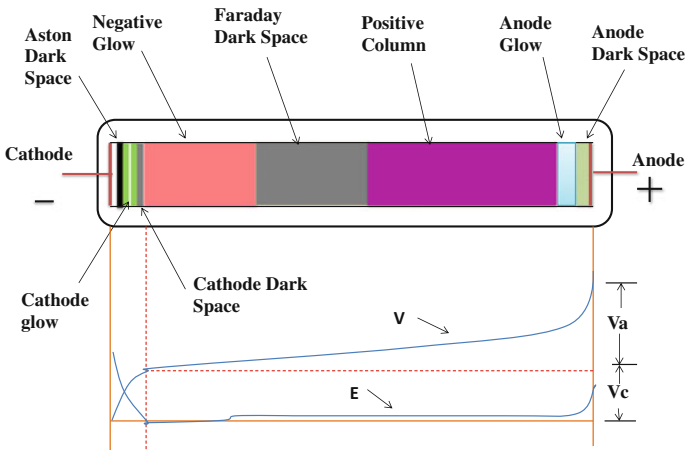 Aston
Dark
Space
Negative
Glow
Faraday
Dark Space
Positive
Column
Anode
Glow
Anode
Dark Space
Cathode
−
Anode
+
Cathode
glow
Cathode Dark
Space
V
E
Va
Vc